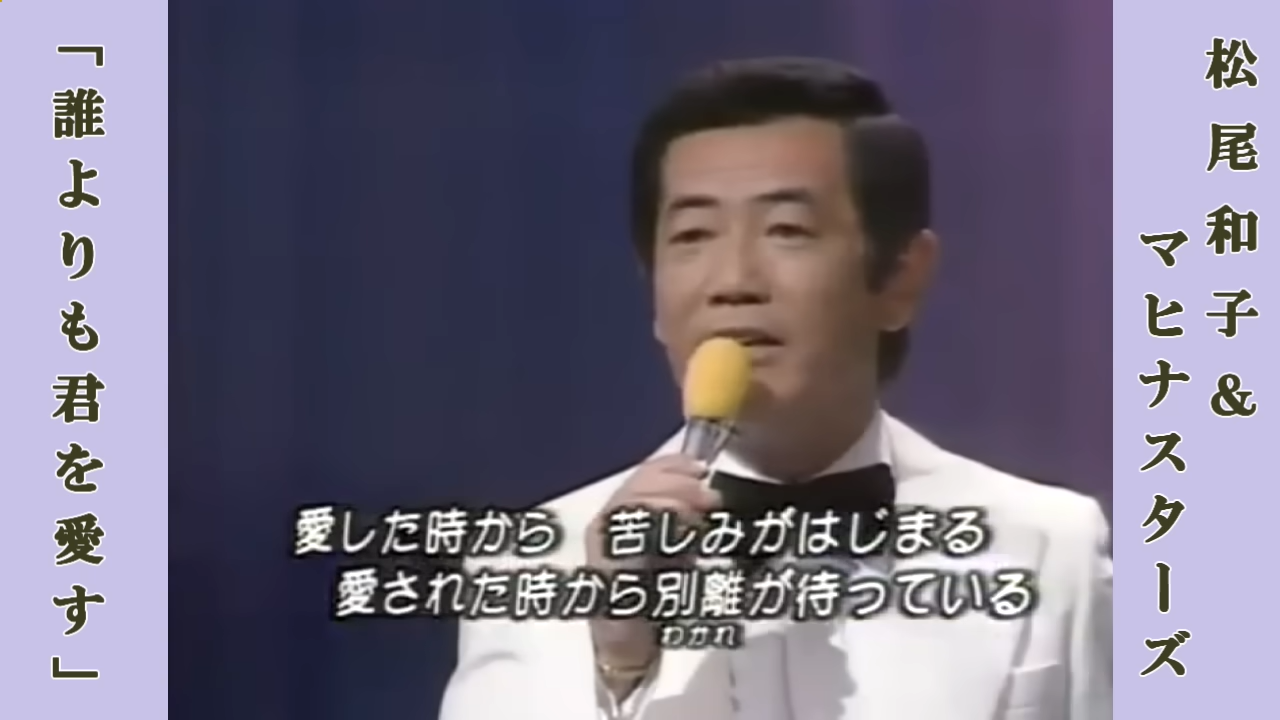 「誰よりも君を愛す」
松尾和子&
マヒナスターズ
愛した時から 苦しみがはじまる
愛された時から別離が待っている
わかれ